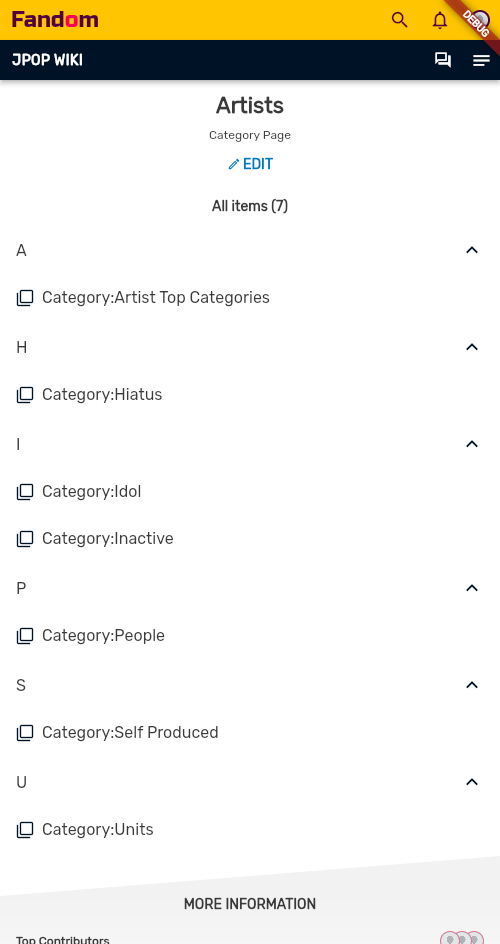 Fandom
DEBUG
JPOP WIKI
Artists
Category Page
EDIT
All items (7)
A
Category:Artist Top Categories
H
Category:Hiatus
I
Category:Idol
Category:Inactive
P
Category:People
S
Category:Self Produced
U
Category:Units
MORE INFORMATION
Top Contributors